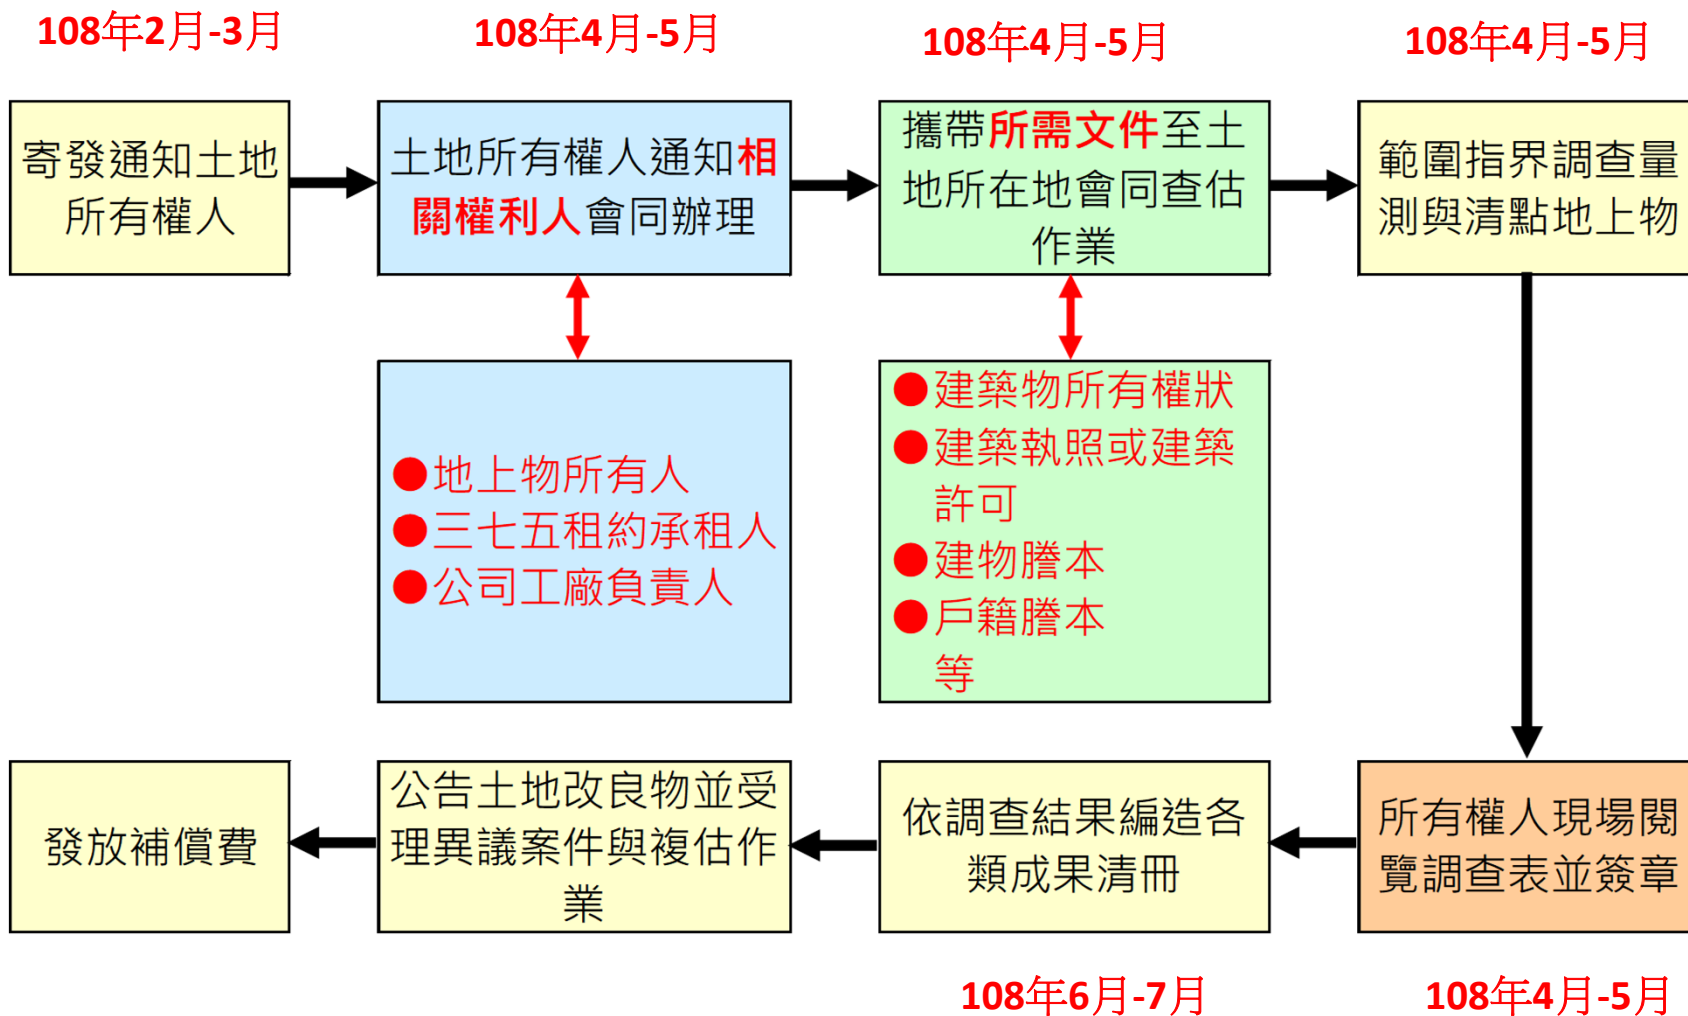 108年2月-3月
108年4月-5月
108年4月-5月
108年4月-5月
寄發通知土地
所有權人
土地所有權人通知相
關權利人會同辦理
攜帶所需文件至土
地所在地會同查估
作業
範圍指界調查量
測與清點地上物
●地上物所有人
●三七五租約承租人
●公司工廠負責人
●建築物所有權狀
●建築執照或建築
許可
●建物謄本
●戶籍謄本
等
發放補償費
公告土地改良物並受
理異議案件與複估作
業
依調查結果編造各
類成果清冊
所有權人現場閱
覽調查表並簽章
108年6月-7月
108年4月-5月